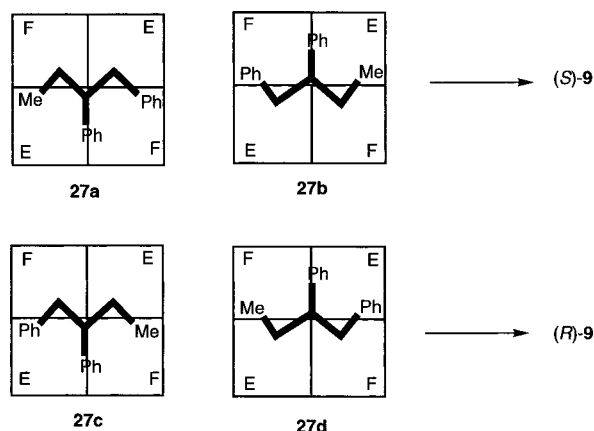 F E F E
Ph
Ph Me
Me Ph
Ph
E F E F
(S)-9
27a 27b
F E F E
Ph
Me Ph
Ph Me
Ph
E F E F
(R)-9
27c 27d